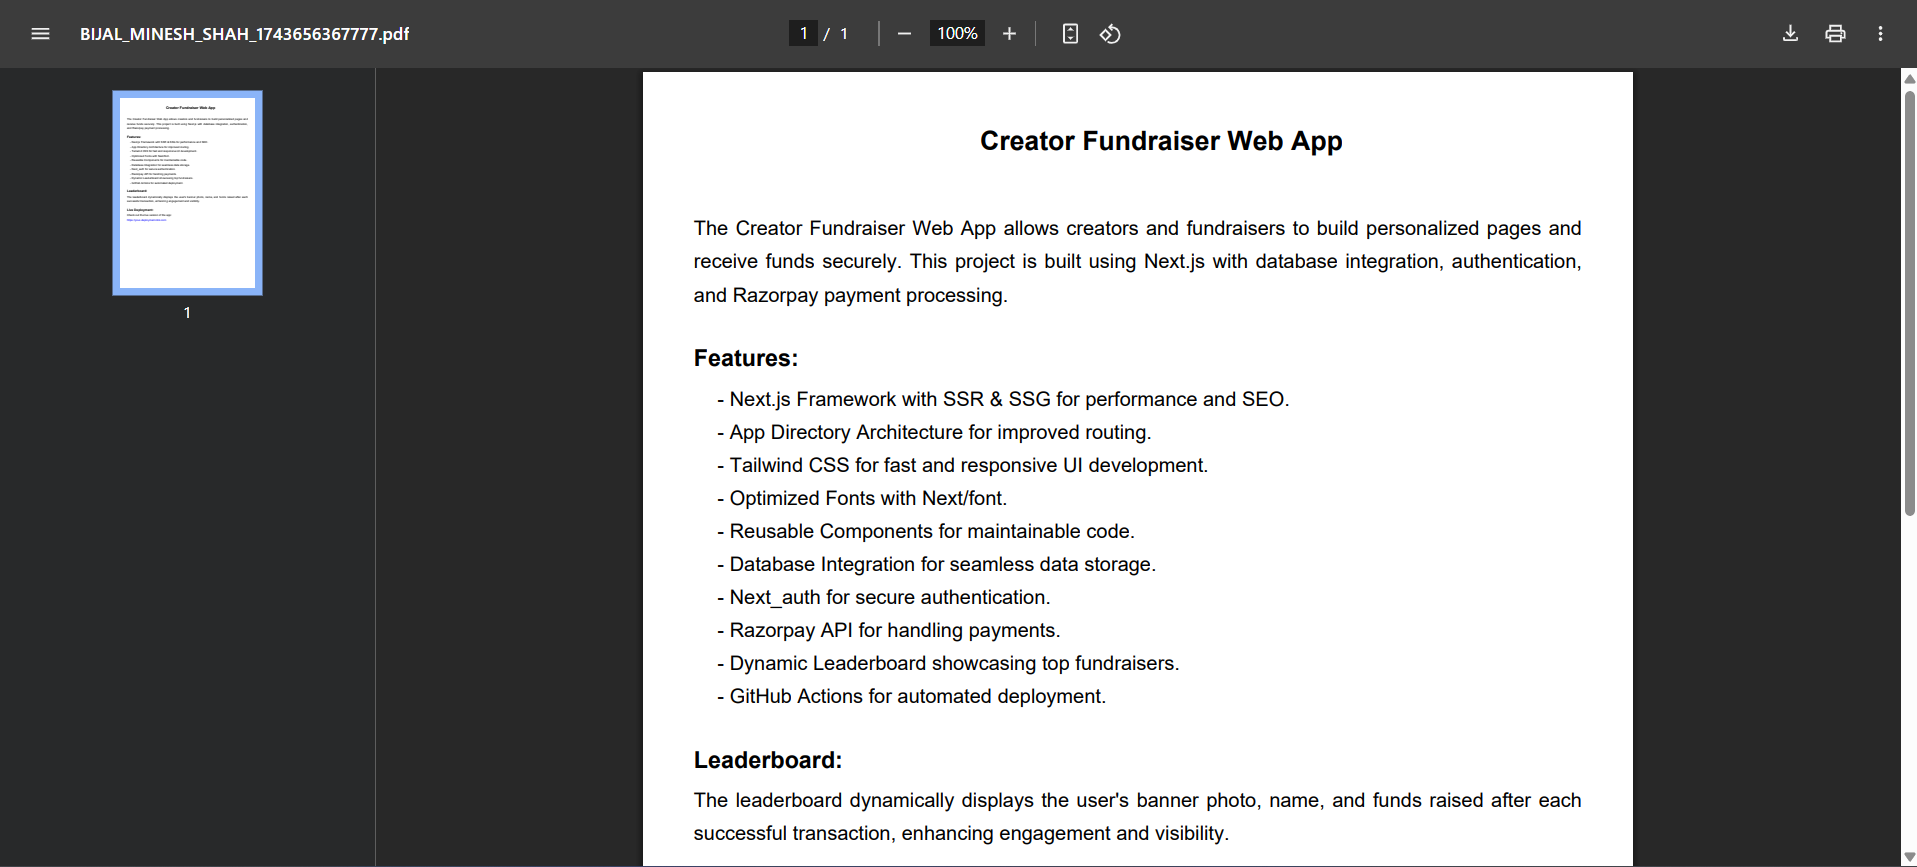 BIJAL_MINESH_SHAH_1743656367777.pdf
1 / 1
100%
Creator Fundraiser Web App
1
The Creator Fundraiser Web App allows creators and fundraisers to build personalized pages and
receive funds securely. This project is built using Next.js with database integration, authentication,
and Razorpay payment processing.
Features:
- Next.js Framework with SSR & SSG for performance and SEO.
- App Directory Architecture for improved routing.
- Tailwind CSS for fast and responsive UI development.
- Optimized Fonts with Next/font.
- Reusable Components for maintainable code.
- Database Integration for seamless data storage.
- Next_auth for secure authentication.
- Razorpay API for handling payments.
- Dynamic Leaderboard showcasing top fundraisers.
- GitHub Actions for automated deployment.
Leaderboard:
The leaderboard dynamically displays the user's banner photo, name, and funds raised after each
successful transaction, enhancing engagement and visibility.